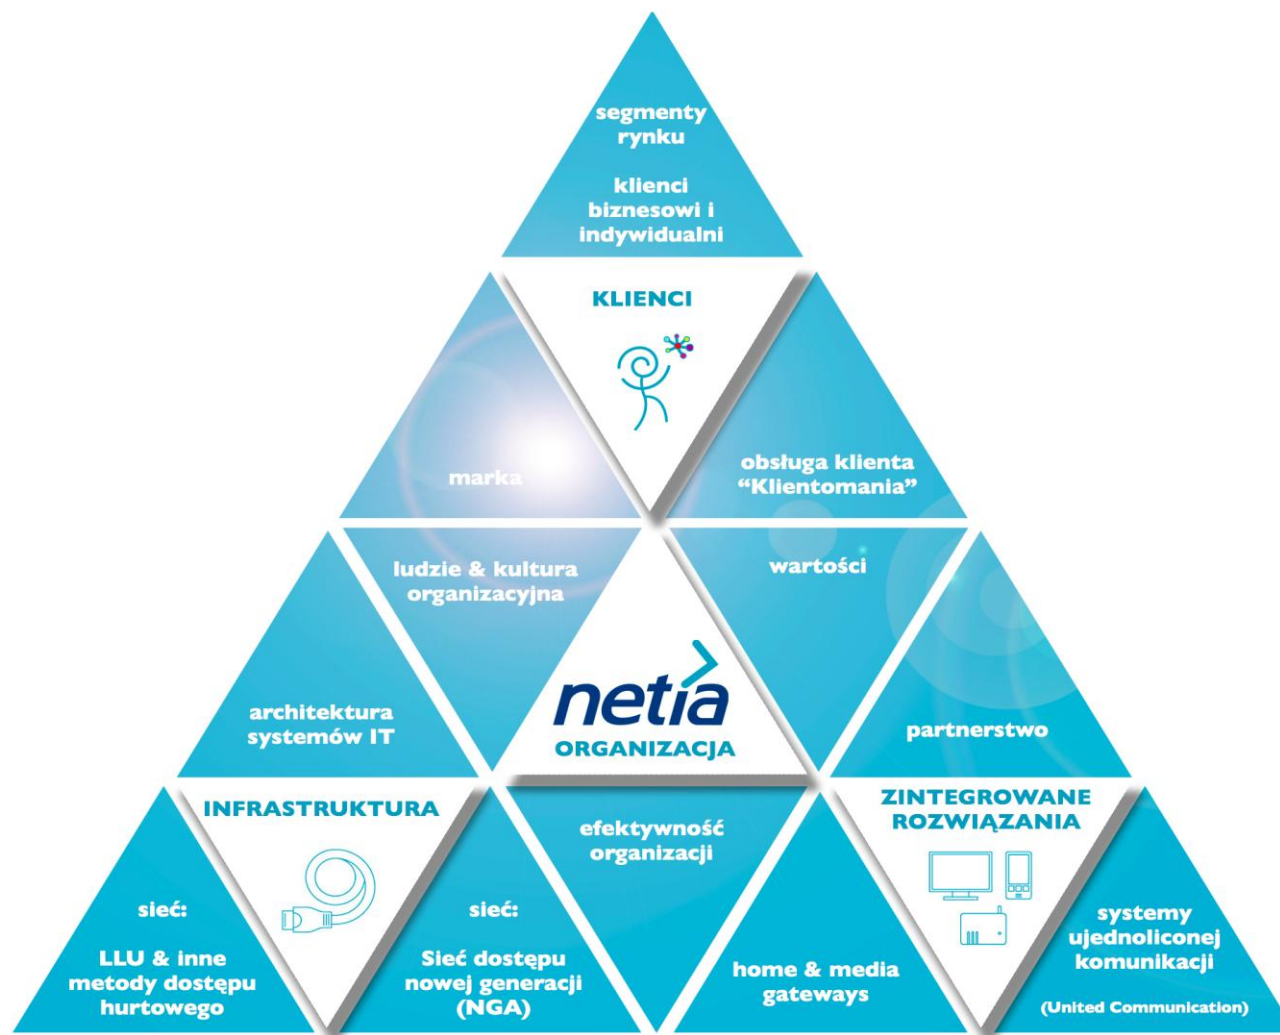 segmenty
rynku
klienci
biznesowi i
indywidualni
KLIENCI
marka
obsługa klienta
“Klientomania”
ludzie & kultura
organizacyjna
wartości
netia
ORGANIZACJA
architektura
systemów IT
partnerstwo
INFRASTRUKTURA
efektywność
organizacji
ZINTEGROWANE
ROZWIĄZANIA
sieć:
LLU & inne
metody dostępu
hurtowego
sieć:
Sieć dostępu
nowej generacji
(NGA)
home & media
gateways
systemy
ujednoliconej
komunikacji
(United Communication)